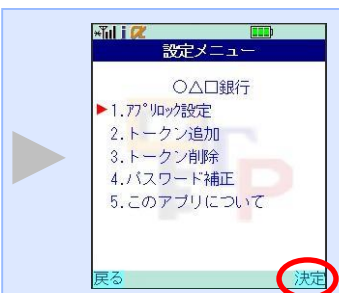 設定メニュー
○△□銀行
1.ｱﾌﾟﾘﾛｯｸ設定
2.トークン追加
3.トークン削除
4.パスワード補正
5.このアプリについて
戻る
決定